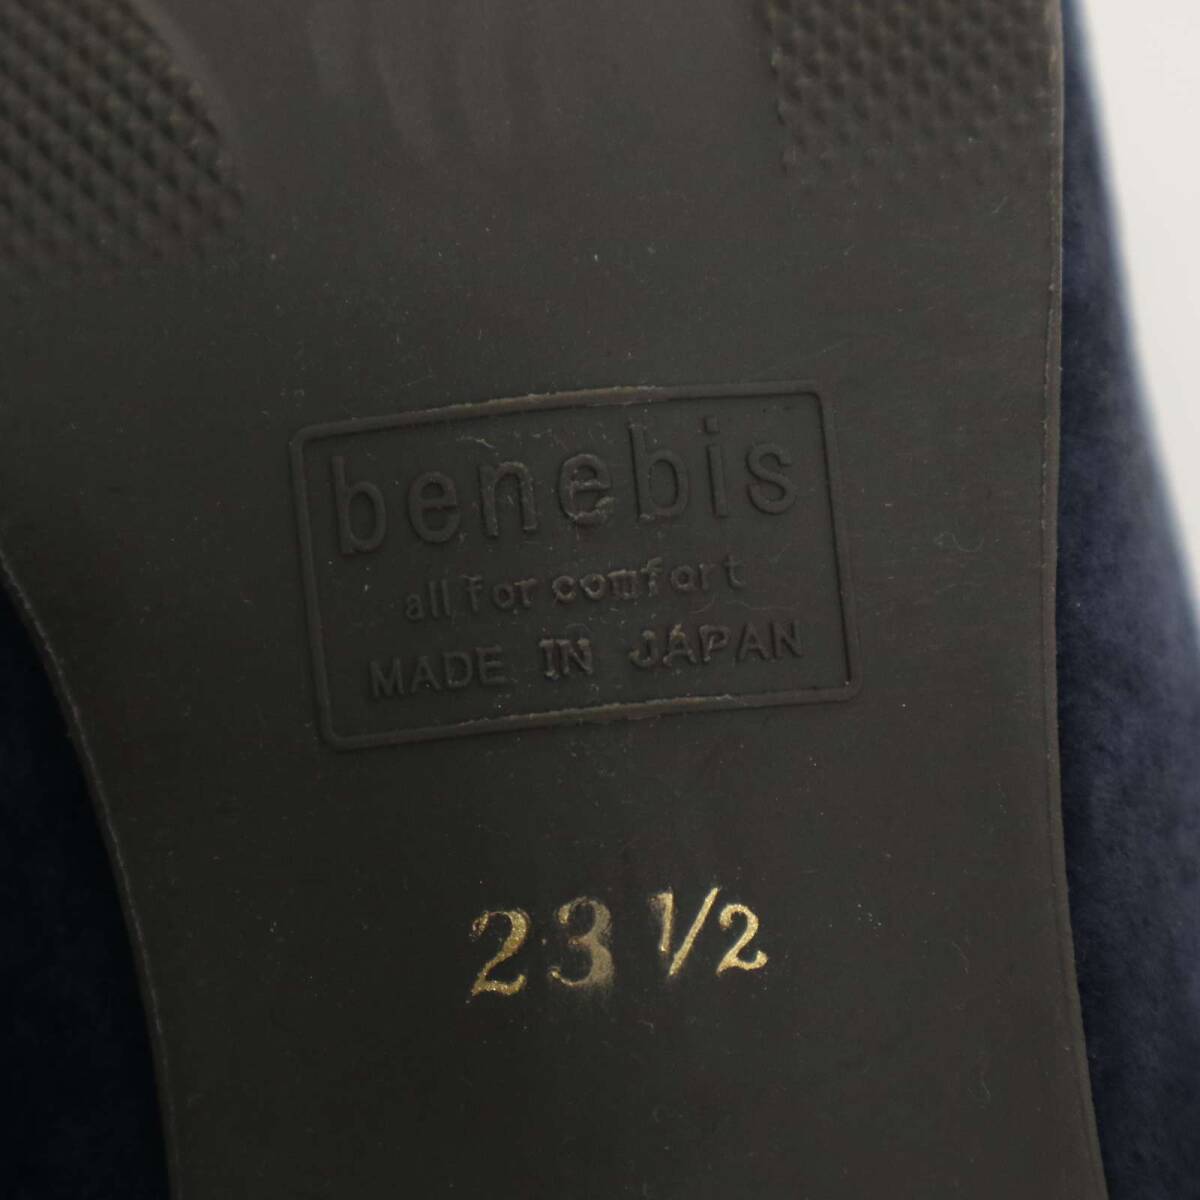 benebis
all for comfort
MADE IN JAPAN
23 1/2